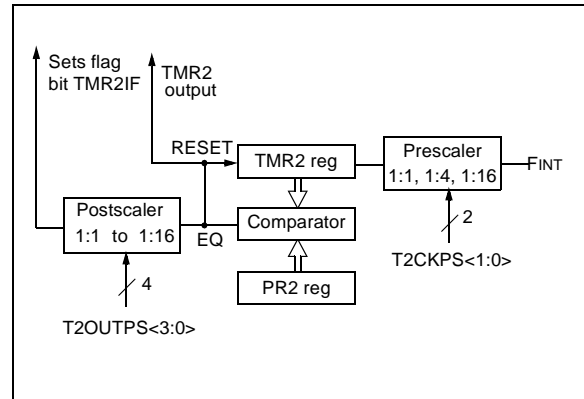 Sets flag
bit TMR2IF
TMR2
output
RESET
TMR2 reg
Prescaler
1:1, 1:4, 1:16
FINT
Postscaler
1:1 to 1:16
EQ
Comparator
2
T2CKPS<1:0>
4
PR2 reg
T2OUTPS<3:0>